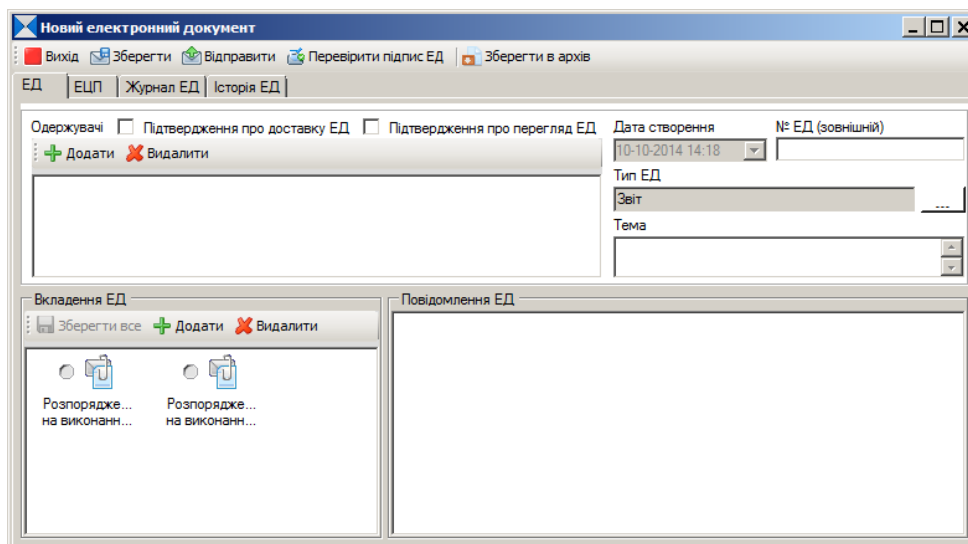 Новий електронний документ
Вихід Зберегти Відправити Перевірити підпис ЕД Зберегти в архів
ЕД ЕЦП Журнал ЕД Історія ЕД
Одержувачі Підтвердження про доставку ЕД Підтвердження про перегляд ЕД Дата створення № ЕД (зовнішній)
Додати Видалити 10-10-2014 14:18
Тип ЕД
Звіт ...
Тема
Вкладення ЕД Повідомлення ЕД
Зберегти все Додати Видалити
Розпорядже... Розпорядже...
на виконанн... на виконанн...